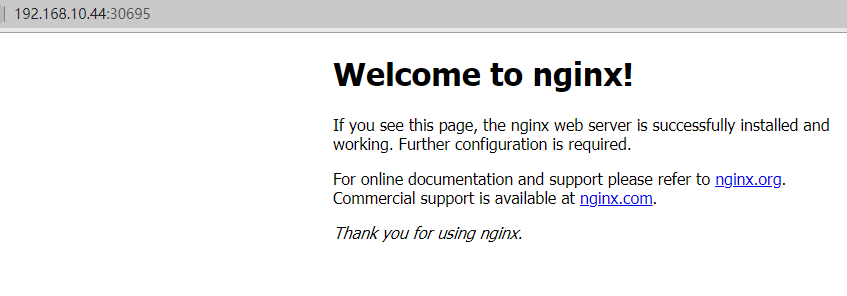 192.168.10.44:30695
Welcome to nginx!
If you see this page, the nginx web server is successfully installed and
working. Further configuration is required.
For online documentation and support please refer to nginx.org.
Commercial support is available at nginx.com.
Thank you for using nginx.